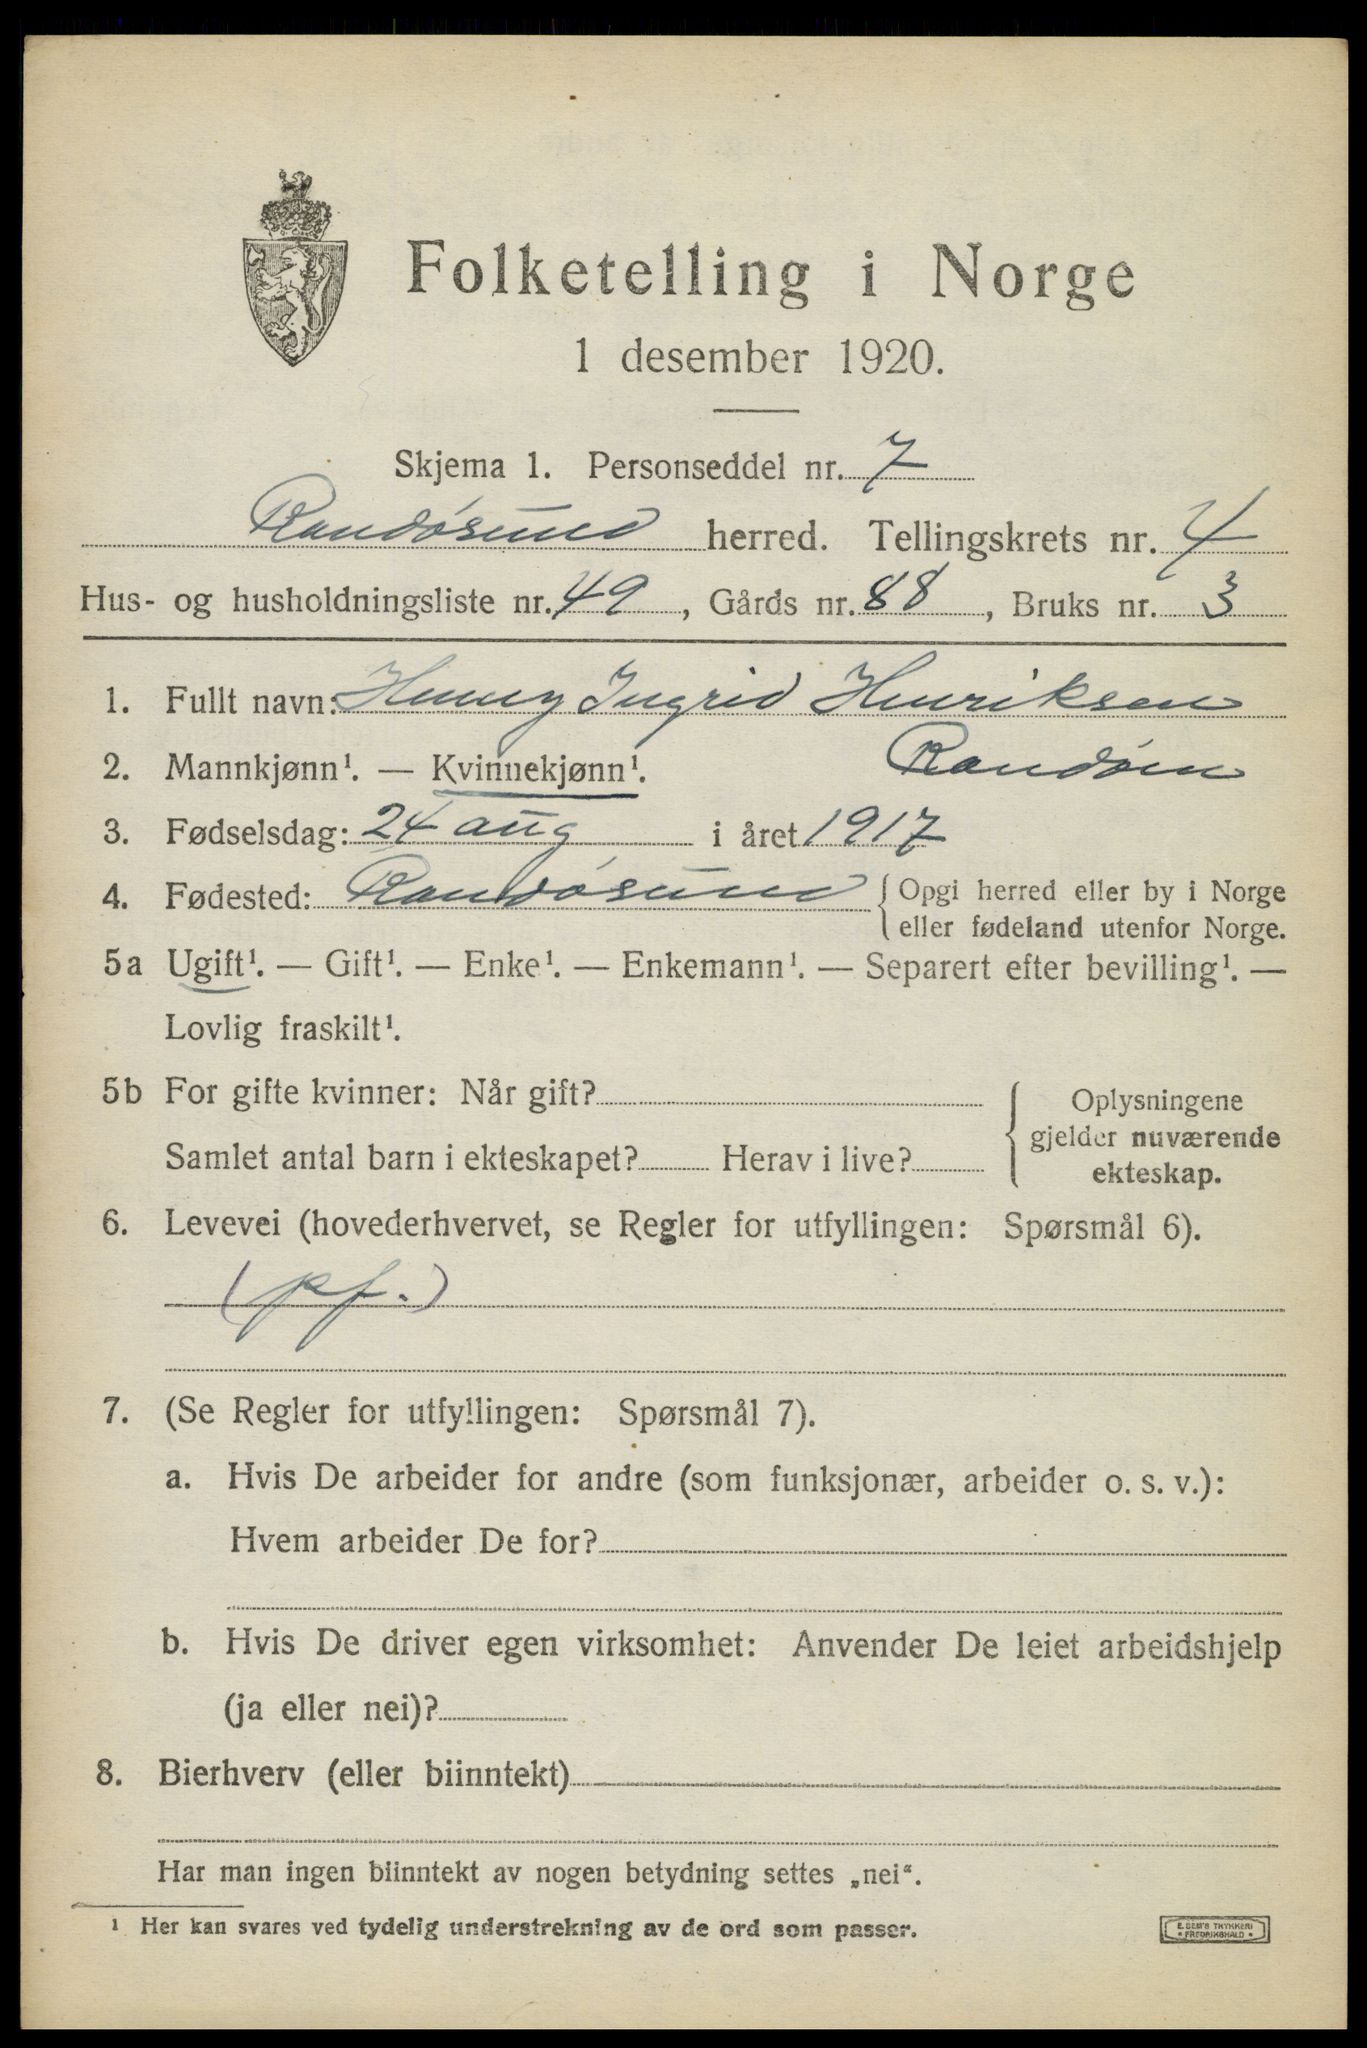 Folketelling i Norge
1 desember 1920.
Skjema 1. Personseddel nr. 7
Randøsund herred. Tellingskrets nr. 4
Hus- og husholdningsliste nr. 49, Gårds nr. 88, Bruks nr. 3
1. Fullt navn: Henny Ingrid Henriksen
Randøen
2. Mannkjønn¹. — Kvinnekjønn¹.
3. Fødselsdag: 24 aug i året 1917
4. Fødested: Randøsund {Opgi herred eller by i Norge
eller fødeland utenfor Norge.
5a Ugift¹. — Gift¹. — Enke¹. — Enkemann¹. — Separert efter bevilling¹. —
Lovlig fraskilt¹.
5b For gifte kvinner: Når gift?
Samlet antal barn i ekteskapet? Herav i live?
Oplysningene
gjelder nuværende
ekteskap.
6. Levevei (hovederhvervet, se Regler for utfyllingen: Spørsmål 6).
(pf.)
7. (Se Regler for utfyllingen: Spørsmål 7).
a. Hvis De arbeider for andre (som funksjonær, arbeider o. s. v.):
Hvem arbeider De for?
b. Hvis De driver egen virksomhet: Anvender De leiet arbeidshjelp
(ja eller nei)?
8. Bierhverv (eller biinntekt)
Har man ingen biinntekt av nogen betydning settes „nei“.
¹ Her kan svares ved tydelig understrekning av de ord som passer.
E. SEM'S TRYKKERI
• FREDRIKSHALD •